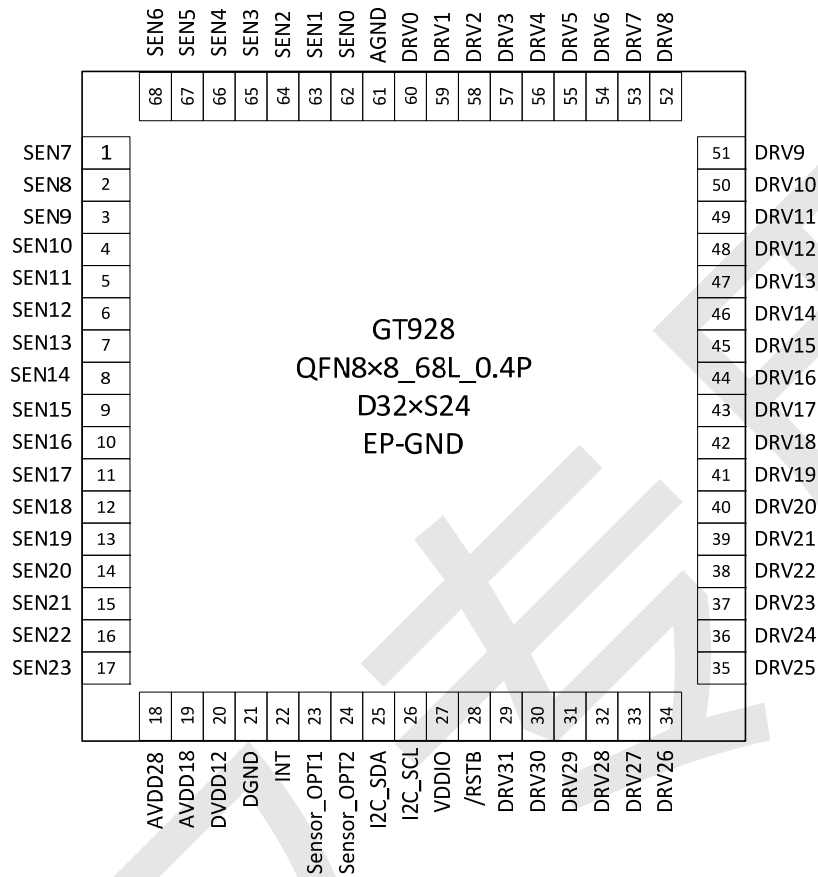 SEN6 SEN5 SEN4 SEN3 SEN2 SEN1 SEN0 AGND DRV0 DRV1 DRV2 DRV3 DRV4 DRV5 DRV6 DRV7 DRV8
68 67 66 65 64 63 62 61 60 59 58 57 56 55 54 53 52
SEN7 1 51 DRV9
SEN8 2 50 DRV10
SEN9 3 49 DRV11
SEN10 4 48 DRV12
SEN11 5 47 DRV13
SEN12 6 46 DRV14
SEN13 7 45 DRV15
SEN14 8 44 DRV16
SEN15 9 43 DRV17
SEN16 10 42 DRV18
SEN17 11 41 DRV19
SEN18 12 40 DRV20
SEN19 13 39 DRV21
SEN20 14 38 DRV22
SEN21 15 37 DRV23
SEN22 16 36 DRV24
SEN23 17 35 DRV25
GT928
QFN8×8_68L_0.4P
D32×S24
EP-GND
18 19 20 21 22 23 24 25 26 27 28 29 30 31 32 33 34
AVDD28 AVDD18 DVDD12 DGND INT Sensor_OPT1 Sensor_OPT2 I2C_SDA I2C_SCL VDDIO /RSTB DRV31 DRV30 DRV29 DRV28 DRV27 DRV26